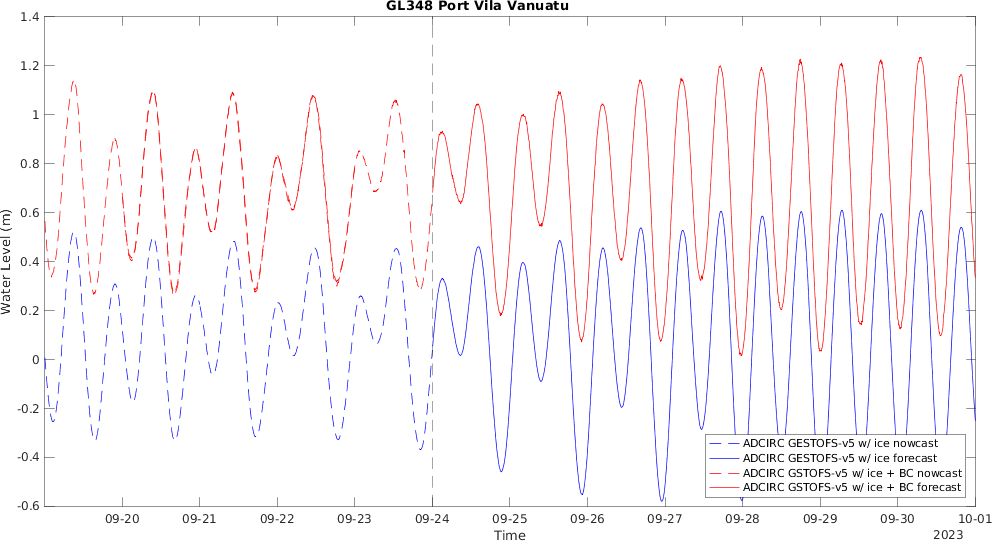 GL348 Port Vila Vanuatu
1.4
1.2
1
0.8
0.6
0.4
0.2
0
-0.2
-0.4
-0.6
Water Level (m)
ADCIRC GESTOFS-v5 w/ ice nowcast
ADCIRC GESTOFS-v5 w/ ice forecast
ADCIRC GSTOFS-v5 w/ ice + BC nowcast
ADCIRC GSTOFS-v5 w/ ice + BC forecast
09-20 09-21 09-22 09-23 09-24 09-25 09-26 09-27 09-28 09-29 09-30 10-01
Time 2023